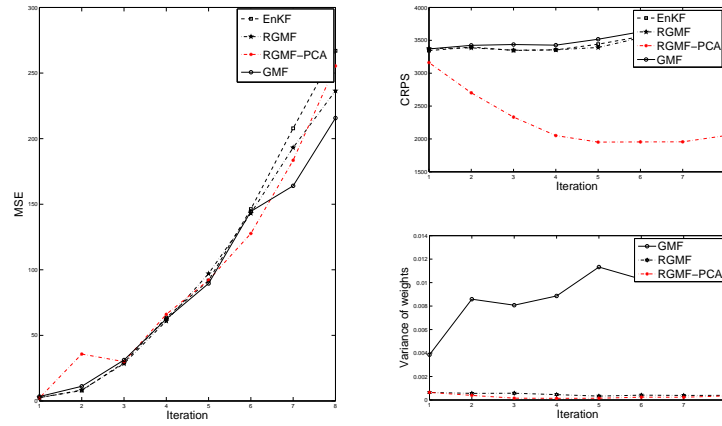 300
250
200
150
100
50
0
MSE
1 2 3 4 5 6 7 8
Iteration
EnKF
RGMF
RGMF−PCA
GMF
4000
3500
3000
2500
2000
1500
CRPS
1 2 3 4 5 6 7
Iteration
EnKF
RGMF
RGMF−PCA
GMF
0.014
0.012
0.01
0.008
0.006
0.004
0.002
0
Variance of weights
1 2 3 4 5 6 7
Iteration
GMF
RGMF
RGMF−PCA